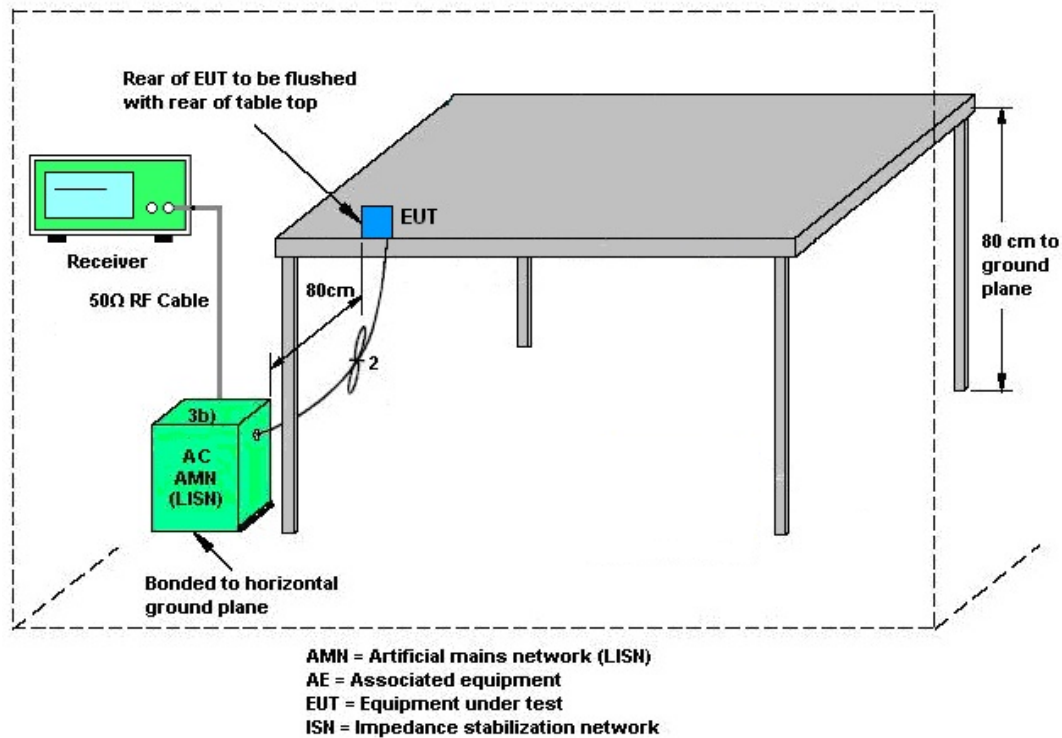 Rear of EUT to be flushed
with rear of table top
EUT
Receiver
50Ω RF Cable
80cm
80 cm to
ground
plane
2
3b)
AC
AMN
(LISN)
Bonded to horizontal
ground plane
AMN = Artificial mains network (LISN)
AE = Associated equipment
EUT = Equipment under test
ISN = Impedance stabilization network